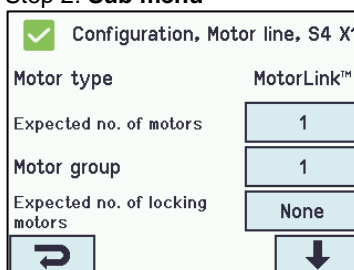 Step 2: Sub menu
Configuration, Motor line, S4 X1
Motor type MotorLink™
Expected no. of motors 1
Motor group 1
Expected no. of locking motors None